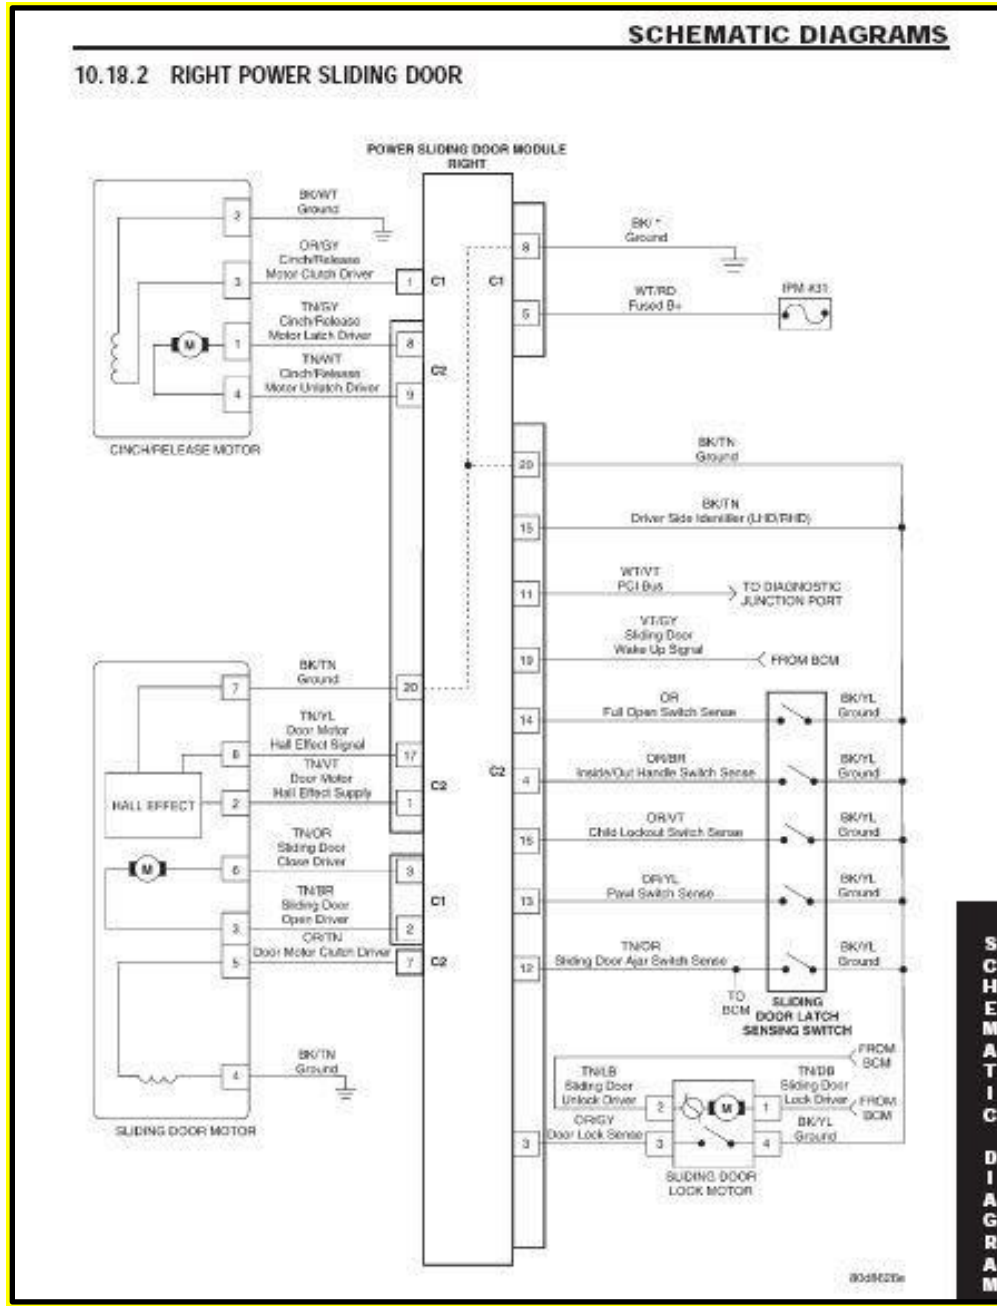 SCHEMATIC DIAGRAMS
10.18.2 RIGHT POWER SLIDING DOOR
POWER SLIDING DOOR MODULE
RIGHT
BK/WT
Ground
2
OR/GY
Cinch/Release
Motor Clutch Driver
3
1
C1
TN/GY
Cinch/Release
Motor Latch Driver
M
1
8
C2
TN/WT
Cinch/Release
Motor Unlatch Driver
4
9
CINCH/RELEASE MOTOR
C1
8
BK/*
Ground
5
WT/RD
Fused B+
IPM #31
20
BK/TN
Ground
15
BK/TN
Driver Side Identifier (LHD/RHD)
11
WT/VT
PCI Bus
TO DIAGNOSTIC
JUNCTION PORT
19
VT/GY
Sliding Door
Wake Up Signal
FROM BCM
BK/TN
Ground
7
20
TN/YL
Door Motor
Hall Effect Signal
8
17
TN/VT
Door Motor
Hall Effect Supply
2
1
C2
HALL EFFECT
TN/OR
Sliding Door
Close Driver
M
6
3
C1
TN/BR
Sliding Door
Open Driver
3
2
OR/TN
Door Motor Clutch Driver
5
7
C2
BK/TN
Ground
4
SLIDING DOOR MOTOR
C2
14
OR
Full Open Switch Sense
BK/YL
Ground
4
OR/BR
Inside/Out Handle Switch Sense
BK/YL
Ground
16
OR/VT
Child Lockout Switch Sense
BK/YL
Ground
13
OR/YL
Pawl Switch Sense
BK/YL
Ground
12
TN/OR
Sliding Door Ajar Switch Sense
BK/YL
Ground
TO
BCM
SLIDING
DOOR LATCH
SENSING SWITCH
FROM
BCM
TN/LB
Sliding Door
Unlock Driver
2
M
1
TN/DB
Sliding Door
Lock Driver
FROM
BCM
3
OR/GY
Door Lock Sense
3
4
BK/YL
Ground
SLIDING DOOR
LOCK MOTOR
SCHEMATIC DIAGRAM